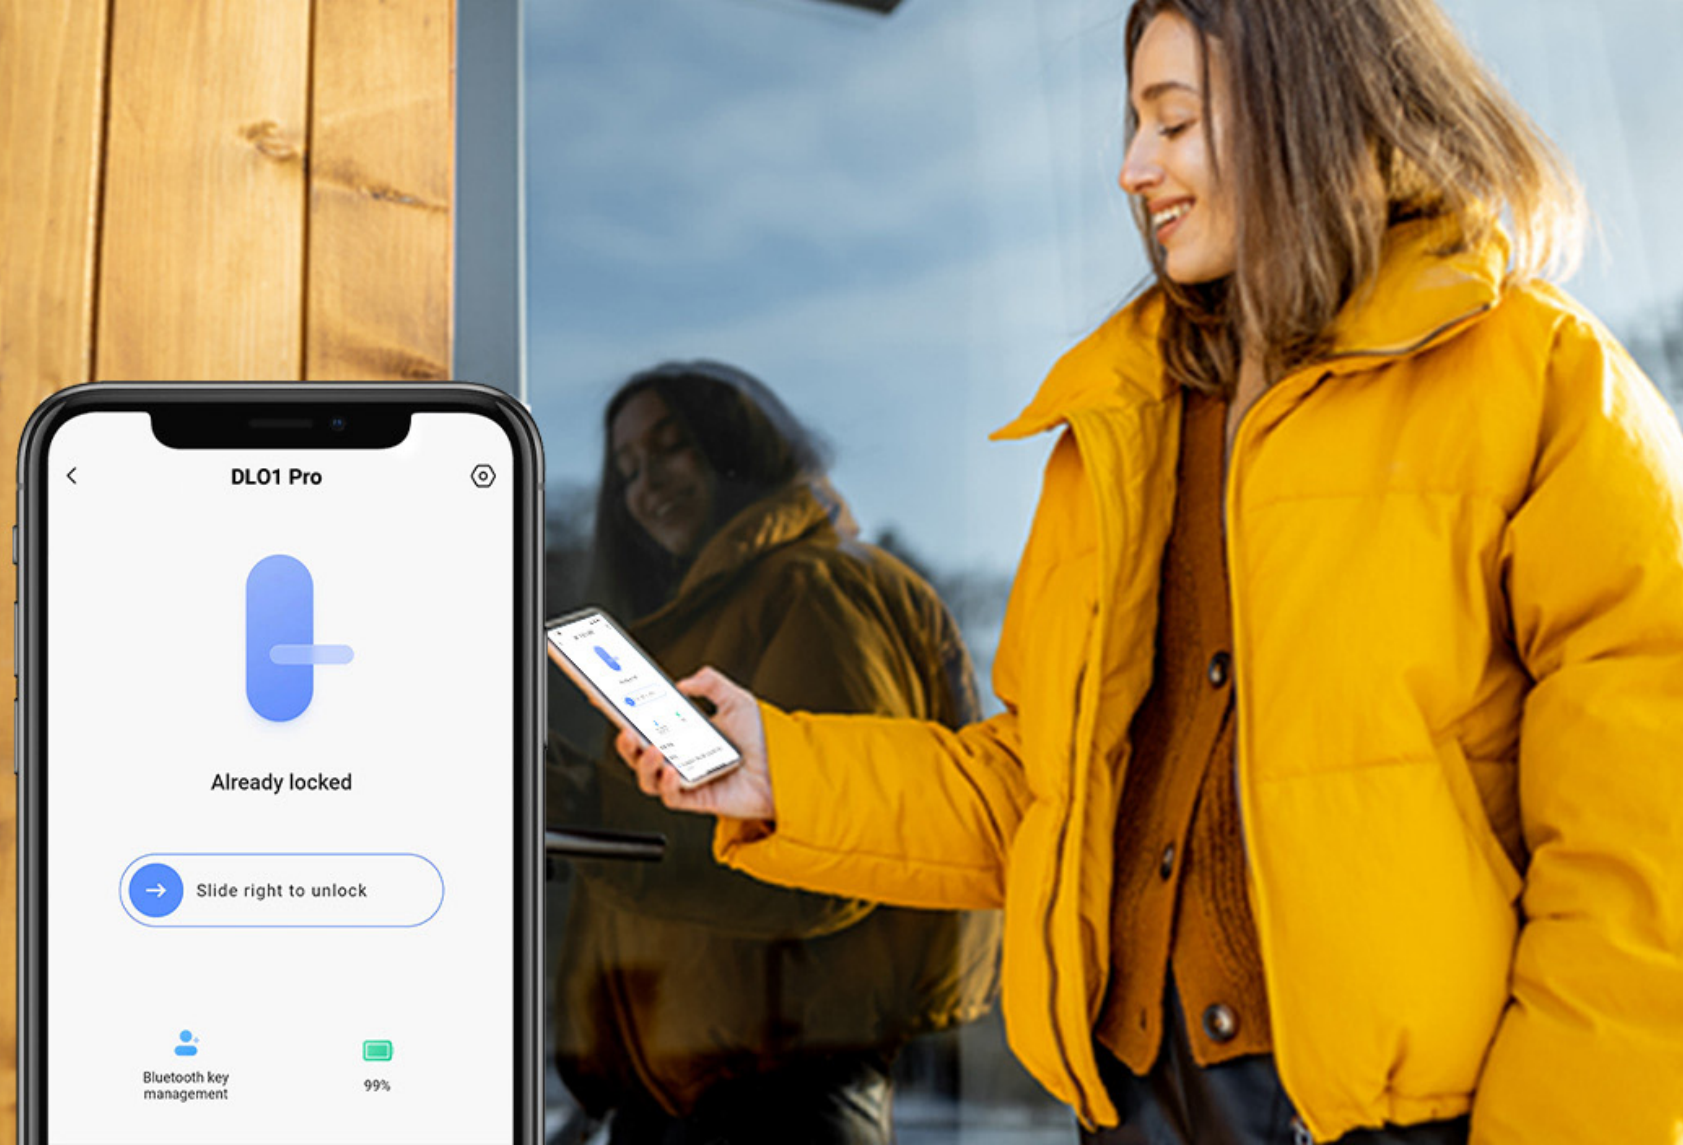 DL01 Pro
Already locked
Slide right to unlock
Bluetooth key
management
99%